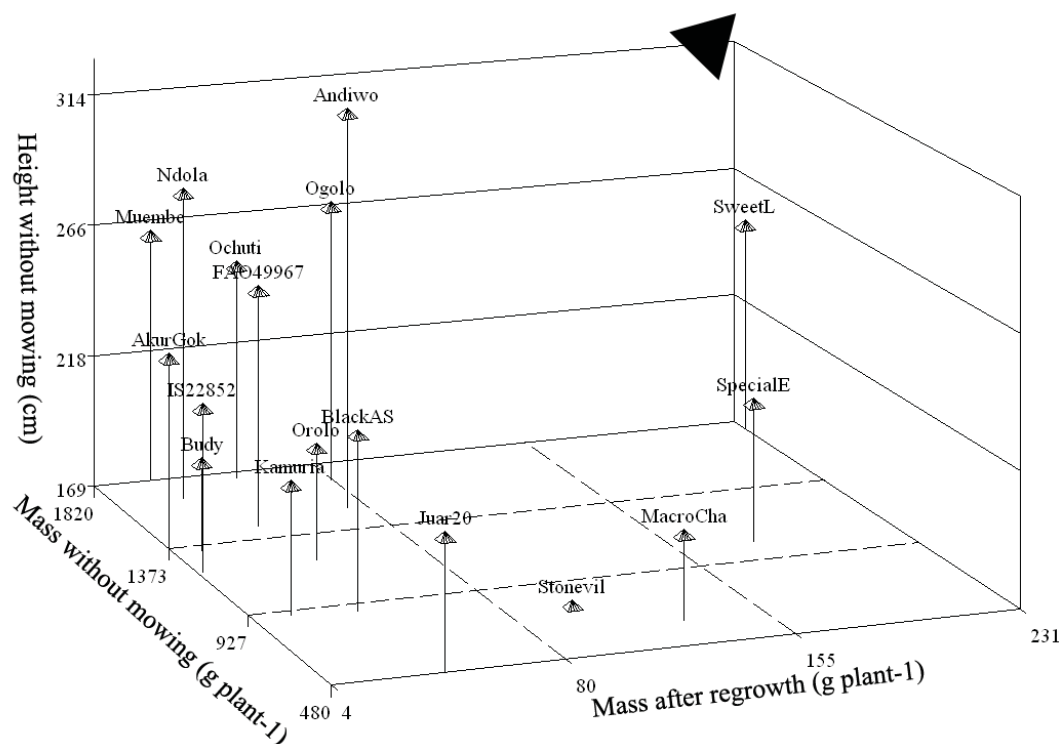 314
Andiwo
Ndola
Ogolo
Muembe
266
SweetL
Ochuti
FAO49967
Height without mowing (cm)
218
AkurGok
IS22852
SpecialE
BlackAS
Orolo
Budy
Kamuria
169
1820
Juar20
MacroCha
1373
Stonevil
927
Mass without mowing (g plant-1)
480 4
80
155
231
Mass after regrowth (g plant-1)